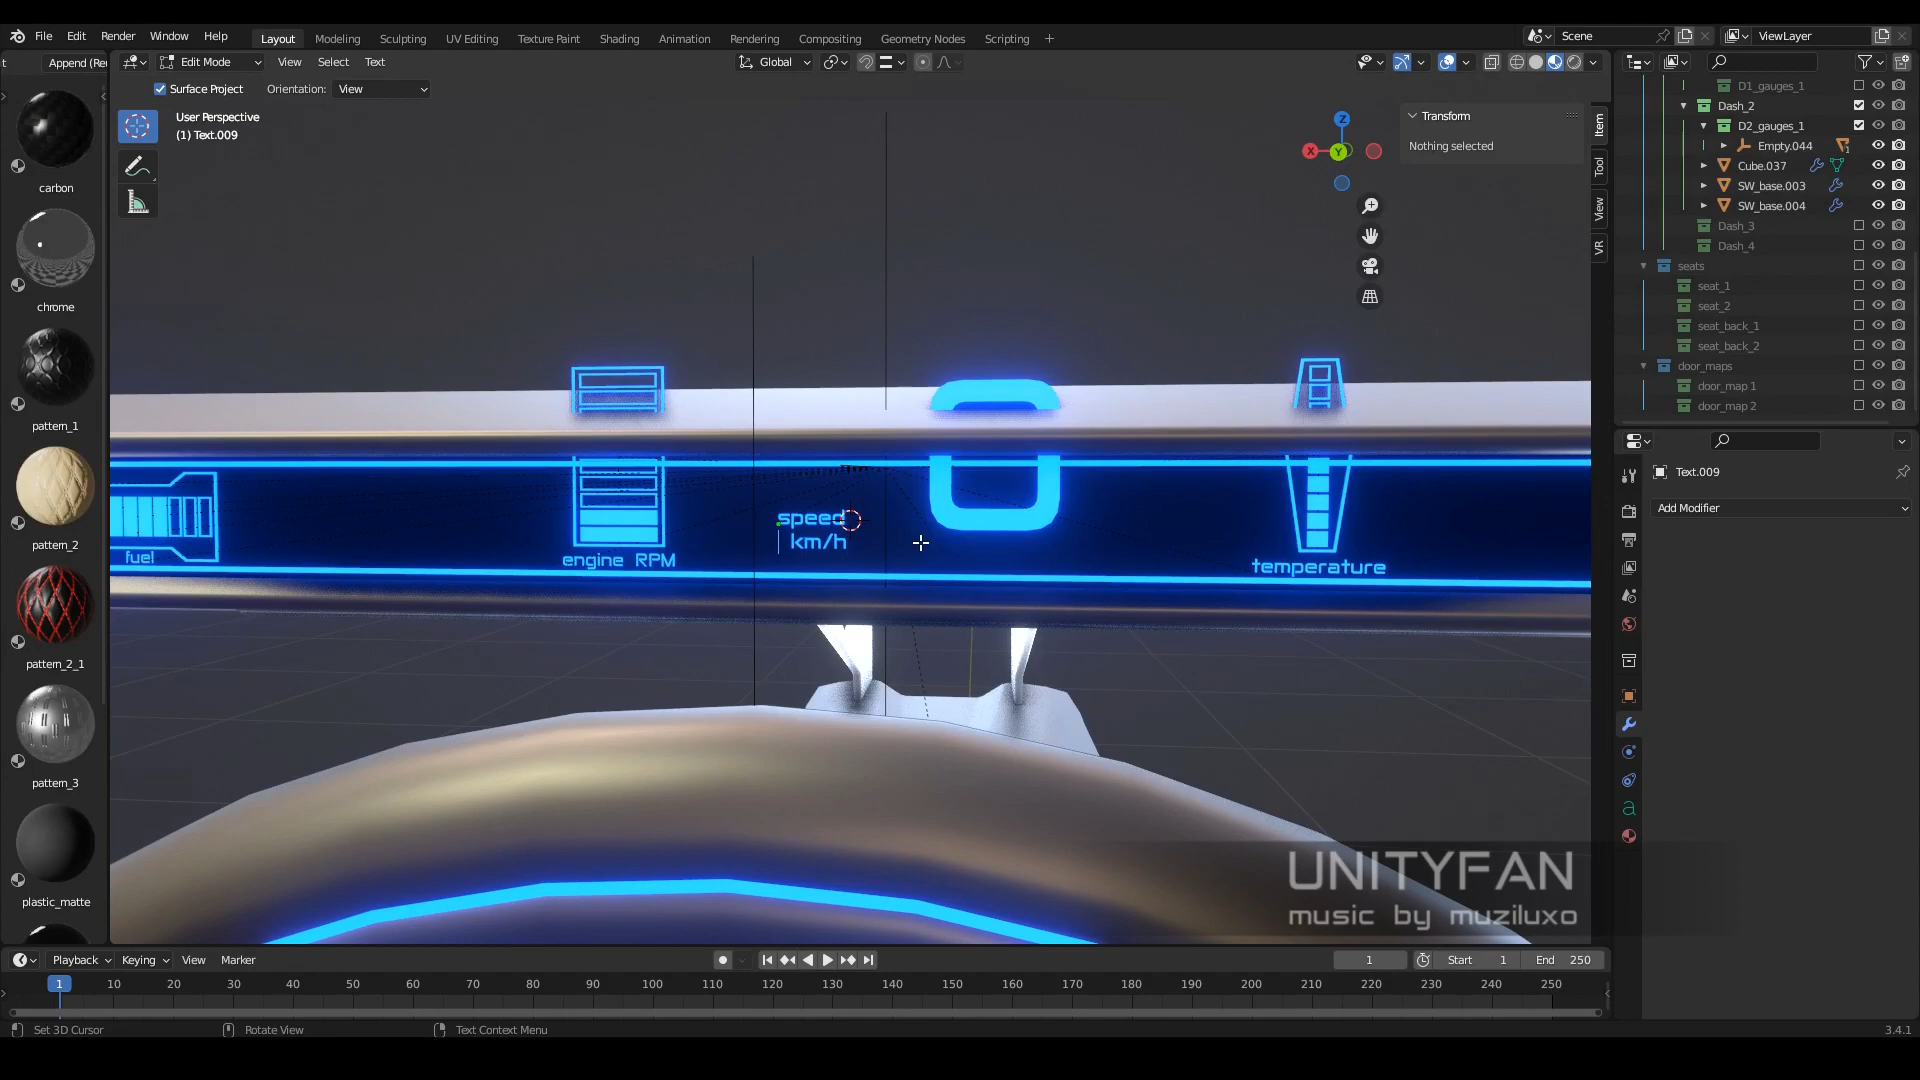 File Edit Render Window Help Layout Modeling Sculpting UV Editing Texture Paint Shading Animation Rendering Compositing Geometry Nodes Scripting + Scene ViewLayer
t Append (Re
Edit Mode View Select Text Global
Surface Project Orientation: View
User Perspective
(1) Text.009
Z
X
Y
Transform
Nothing selected
Item
Tool
View
VR
carbon
chrome
pattern_1
pattern_2
pattern_2_1
pattern_3
plastic_matte
D1_gauges_1
Dash_2
D2_gauges_1
Empty.044
1
Cube.037
SW_base.003
SW_base.004
Dash_3
Dash_4
seats
seat_1
seat_2
seat_back_1
seat_back_2
door_maps
door_map 1
door_map 2
Text.009
Add Modifier
speed
km/h
fuel
engine RPM
temperature
UNITYFAN
music by muziluxo
Playback Keying View Marker 1 Start 1 End 250
1 10 20 30 40 50 60 70 80 90 100 110 120 130 140 150 160 170 180 190 200 210 220 230 240 250
Set 3D Cursor Rotate View Text Context Menu 3.4.1